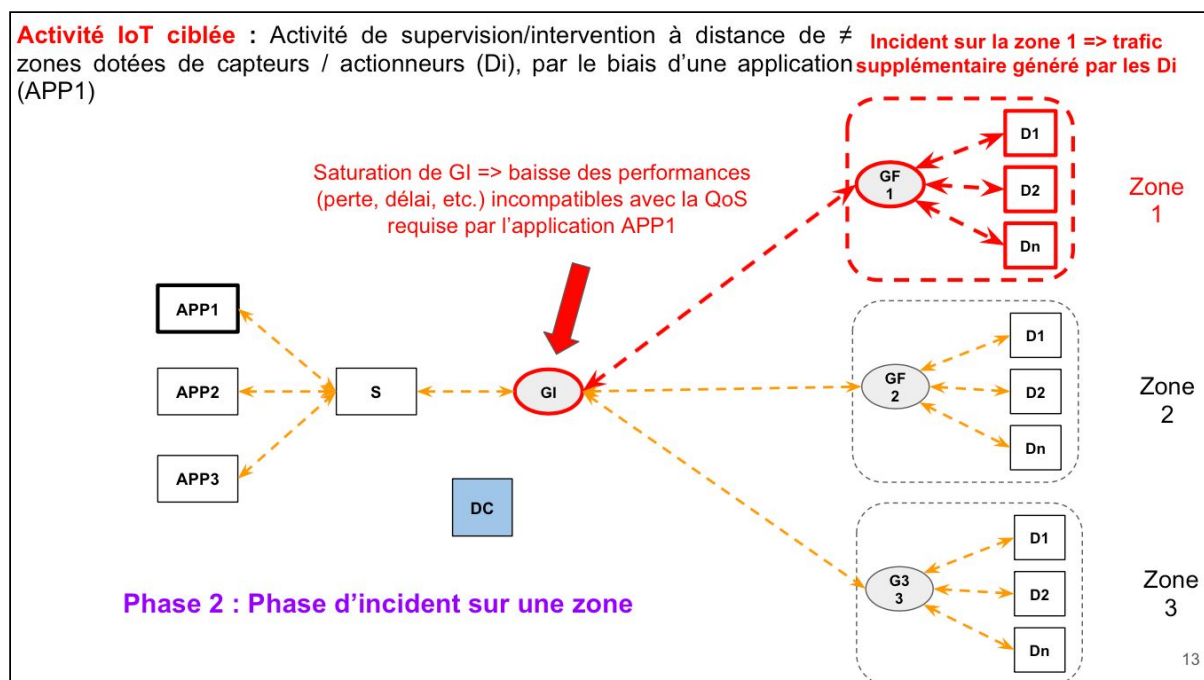 Activité IoT ciblée : Activité de supervision/intervention à distance de ≠
zones dotées de capteurs / actionneurs (Di), par le biais d'une application
(APP1)
Incident sur la zone 1 => trafic
supplémentaire généré par les Di
Saturation de GI => baisse des performances
(perte, délai, etc.) incompatibles avec la QoS
requise par l'application APP1
APP1
APP2
APP3
S
GI
DC
GF
1
D1
D2
Dn
Zone
1
GF
2
D1
D2
Dn
Zone
2
G3
3
D1
D2
Dn
Zone
3
Phase 2 : Phase d'incident sur une zone
13